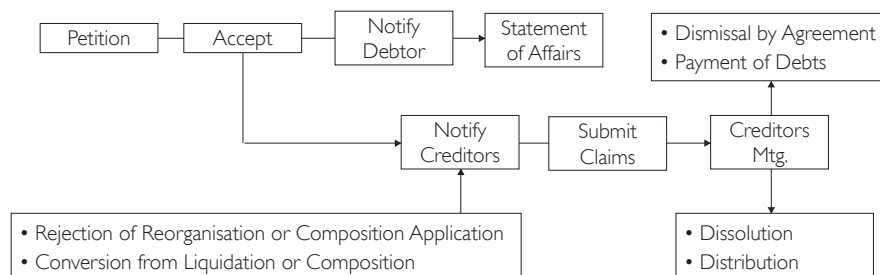 Petition
Accept
Notify
Debtor
Statement
of Affairs
• Dismissal by Agreement
• Payment of Debts
Notify
Creditors
Submit
Claims
Creditors
Mtg.
• Rejection of Reorganisation or Composition Application
• Conversion from Liquidation or Composition
• Dissolution
• Distribution